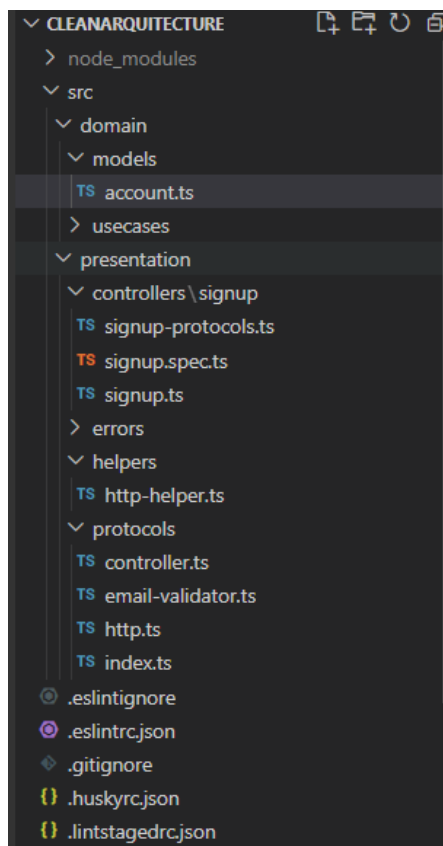 CLEANARQUITECTURE
node_modules
src
domain
models
TS account.ts
usecases
presentation
controllers\signup
TS signup-protocols.ts
TS signup.spec.ts
TS signup.ts
errors
helpers
TS http-helper.ts
protocols
TS controller.ts
TS email-validator.ts
TS http.ts
TS index.ts
.eslintignore
.eslintrc.json
.gitignore
{} .huskyrc.json
{} .lintstagedrc.json